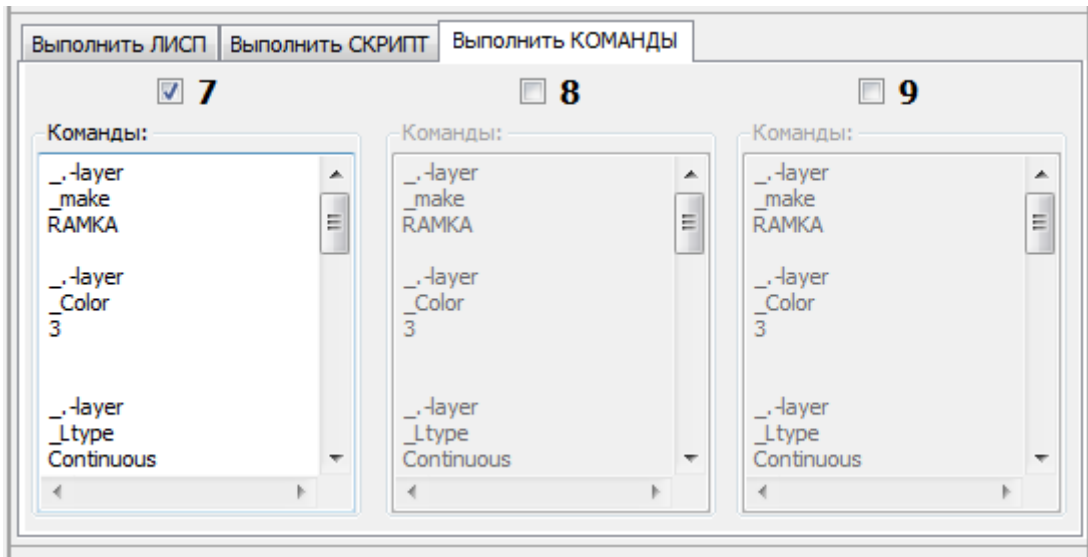 Выполнить ЛИСП
Выполнить СКРИПТ
Выполнить КОМАНДЫ
7
Команды:
_.-layer
_make
RAMKA
_.-layer
_Color
3
_.-layer
_Ltype
Continuous
8
Команды:
_.-layer
_make
RAMKA
_.-layer
_Color
3
_.-layer
_Ltype
Continuous
9
Команды:
_.-layer
_make
RAMKA
_.-layer
_Color
3
_.-layer
_Ltype
Continuous